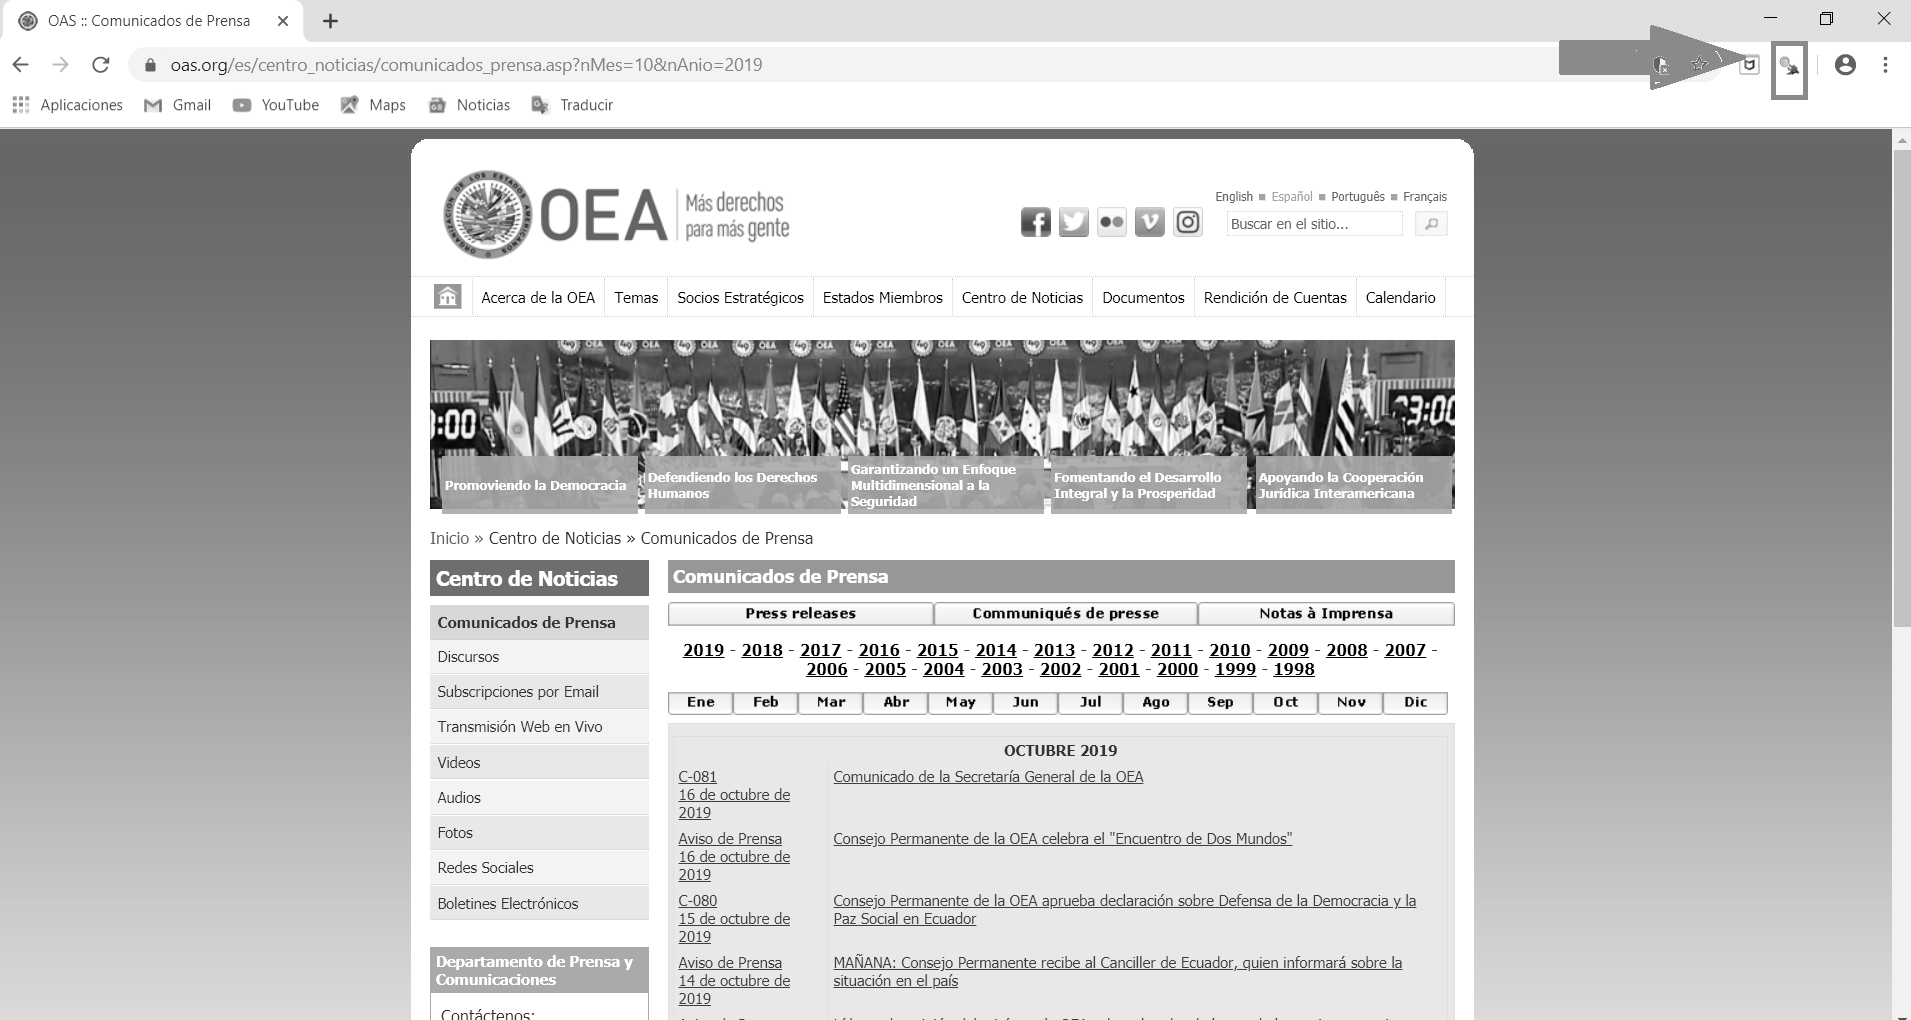 OAS :: Comunicados de Prensa
oas.org/es/centro_noticias/comunicados_prensa.asp?nMes=10&nAnio=2019
Aplicaciones Gmail YouTube Maps Noticias Traducir
OEA Más derechos
para más gente
English Español Português Français
Buscar en el sitio...
Acerca de la OEA Temas Socios Estratégicos Estados Miembros Centro de Noticias Documentos Rendición de Cuentas Calendario
:00 23:00
Promoviendo la Democracia
Defendiendo los Derechos
Humanos
Garantizando un Enfoque
Multidimensional a la
Seguridad
Fomentando el Desarrollo
Integral y la Prosperidad
Apoyando la Cooperación
Jurídica Interamericana
Inicio » Centro de Noticias » Comunicados de Prensa
Centro de Noticias
Comunicados de Prensa
Discursos
Subscripciones por Email
Transmisión Web en Vivo
Videos
Audios
Fotos
Redes Sociales
Boletines Electrónicos
Departamento de Prensa y
Comunicaciones
Contáctenos:
Comunicados de Prensa
Press releases Communiqués de presse Notas à Imprensa
2019 - 2018 - 2017 - 2016 - 2015 - 2014 - 2013 - 2012 - 2011 - 2010 - 2009 - 2008 - 2007 -
2006 - 2005 - 2004 - 2003 - 2002 - 2001 - 2000 - 1999 - 1998
Ene Feb Mar Abr May Jun Jul Ago Sep Oct Nov Dic
OCTUBRE 2019
C-081
16 de octubre de
2019
Comunicado de la Secretaría General de la OEA
Aviso de Prensa
16 de octubre de
2019
Consejo Permanente de la OEA celebra el "Encuentro de Dos Mundos"
C-080
15 de octubre de
2019
Consejo Permanente de la OEA aprueba declaración sobre Defensa de la Democracia y la
Paz Social en Ecuador
Aviso de Prensa
14 de octubre de
2019
MAÑANA: Consejo Permanente recibe al Canciller de Ecuador, quien informará sobre la
situación en el país